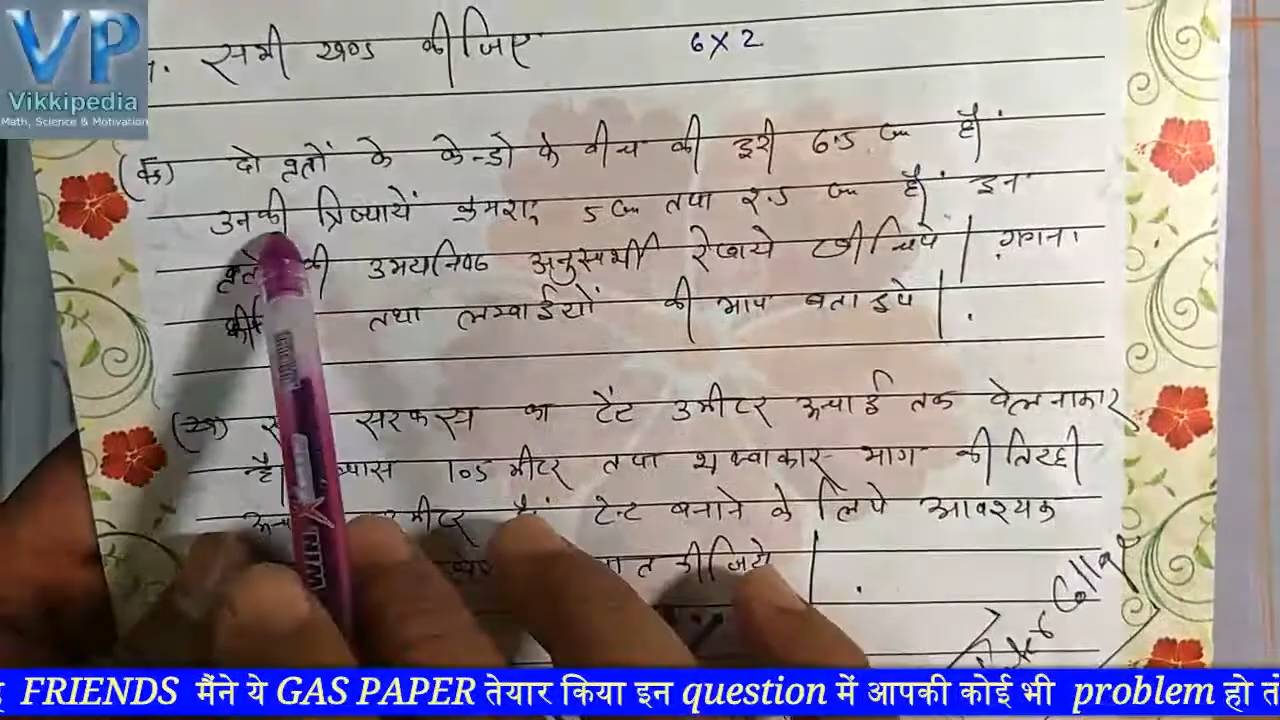 VP
Vikkipedia
Math, Science & Motivation
. सभी खण्ड कीजिए 6 X 2
(क) दो वृतों के केन्द्रो के बीच की दूरी 6.5 cm है।
उनकी त्रिज्यायें क्रमशः 5 cm तथा 2.5 cm है। इन
की उभयनिष्ठ अनुस्पर्शी रेखाये खीचिये | गणना
तथा लम्बाईयों की माप बताइये | .
(ख) सरकस का टेंट 3 मीटर ऊचाई तक बेलनाकार
है। व्यास 105 मीटर तथा शंक्वाकार भाग की तिरछी
मीटर है। टेन्ट बनाने के लिये आवश्यक
कीजिये | .
FRIENDS मैंने ये GAS PAPER तेयार किया इन question में आपकी कोई भी problem हो तो